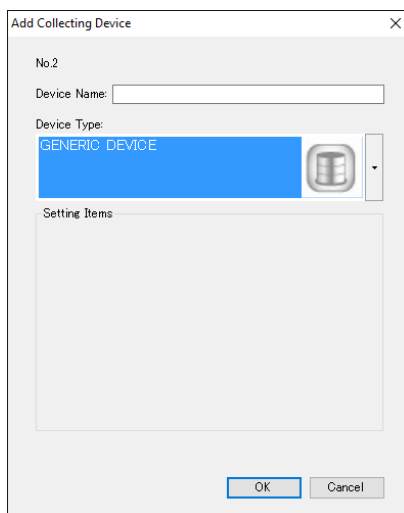 Add Collecting Device
No.2
Device Name:
Device Type:
GENERIC DEVICE
Setting Items
OK Cancel